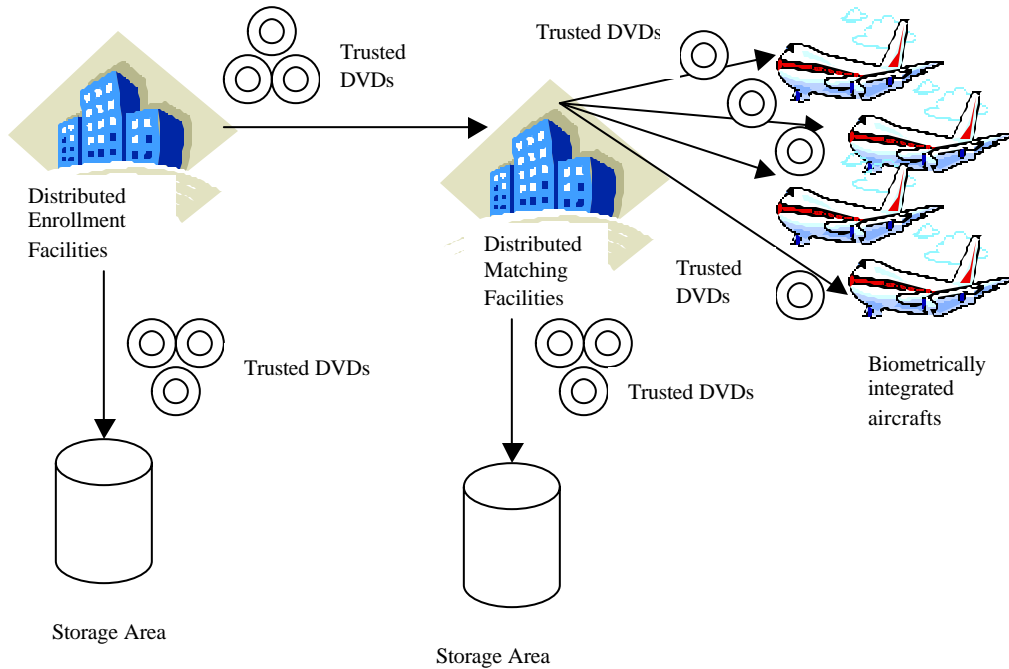 Trusted
DVDs
Trusted DVDs
Distributed
Enrollment
Facilities
Distributed
Matching
Facilities
Trusted
DVDs
Trusted DVDs
Trusted DVDs
Biometrically
integrated
aircrafts
Storage Area
Storage Area